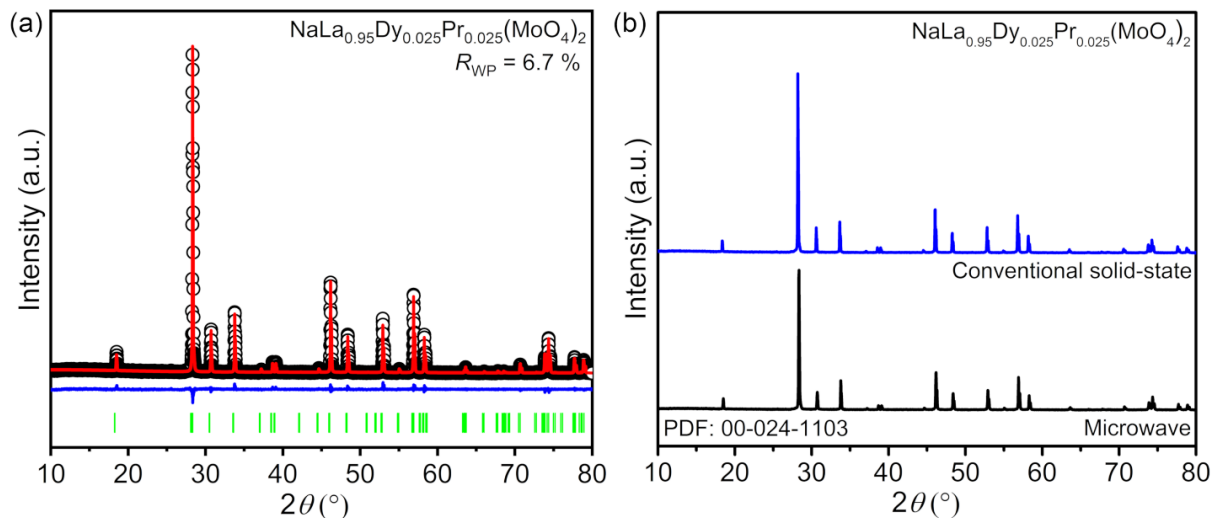 (a)
NaLa0.95Dy0.025Pr0.025(MoO4)2
RWP = 6.7 %
Intensity (a.u.)
10 20 30 40 50 60 70 80
2θ (°)
(b)
NaLa0.95Dy0.025Pr0.025(MoO4)2
Intensity (a.u.)
Conventional solid-state
PDF: 00-024-1103
Microwave
10 20 30 40 50 60 70 80
2θ (°)